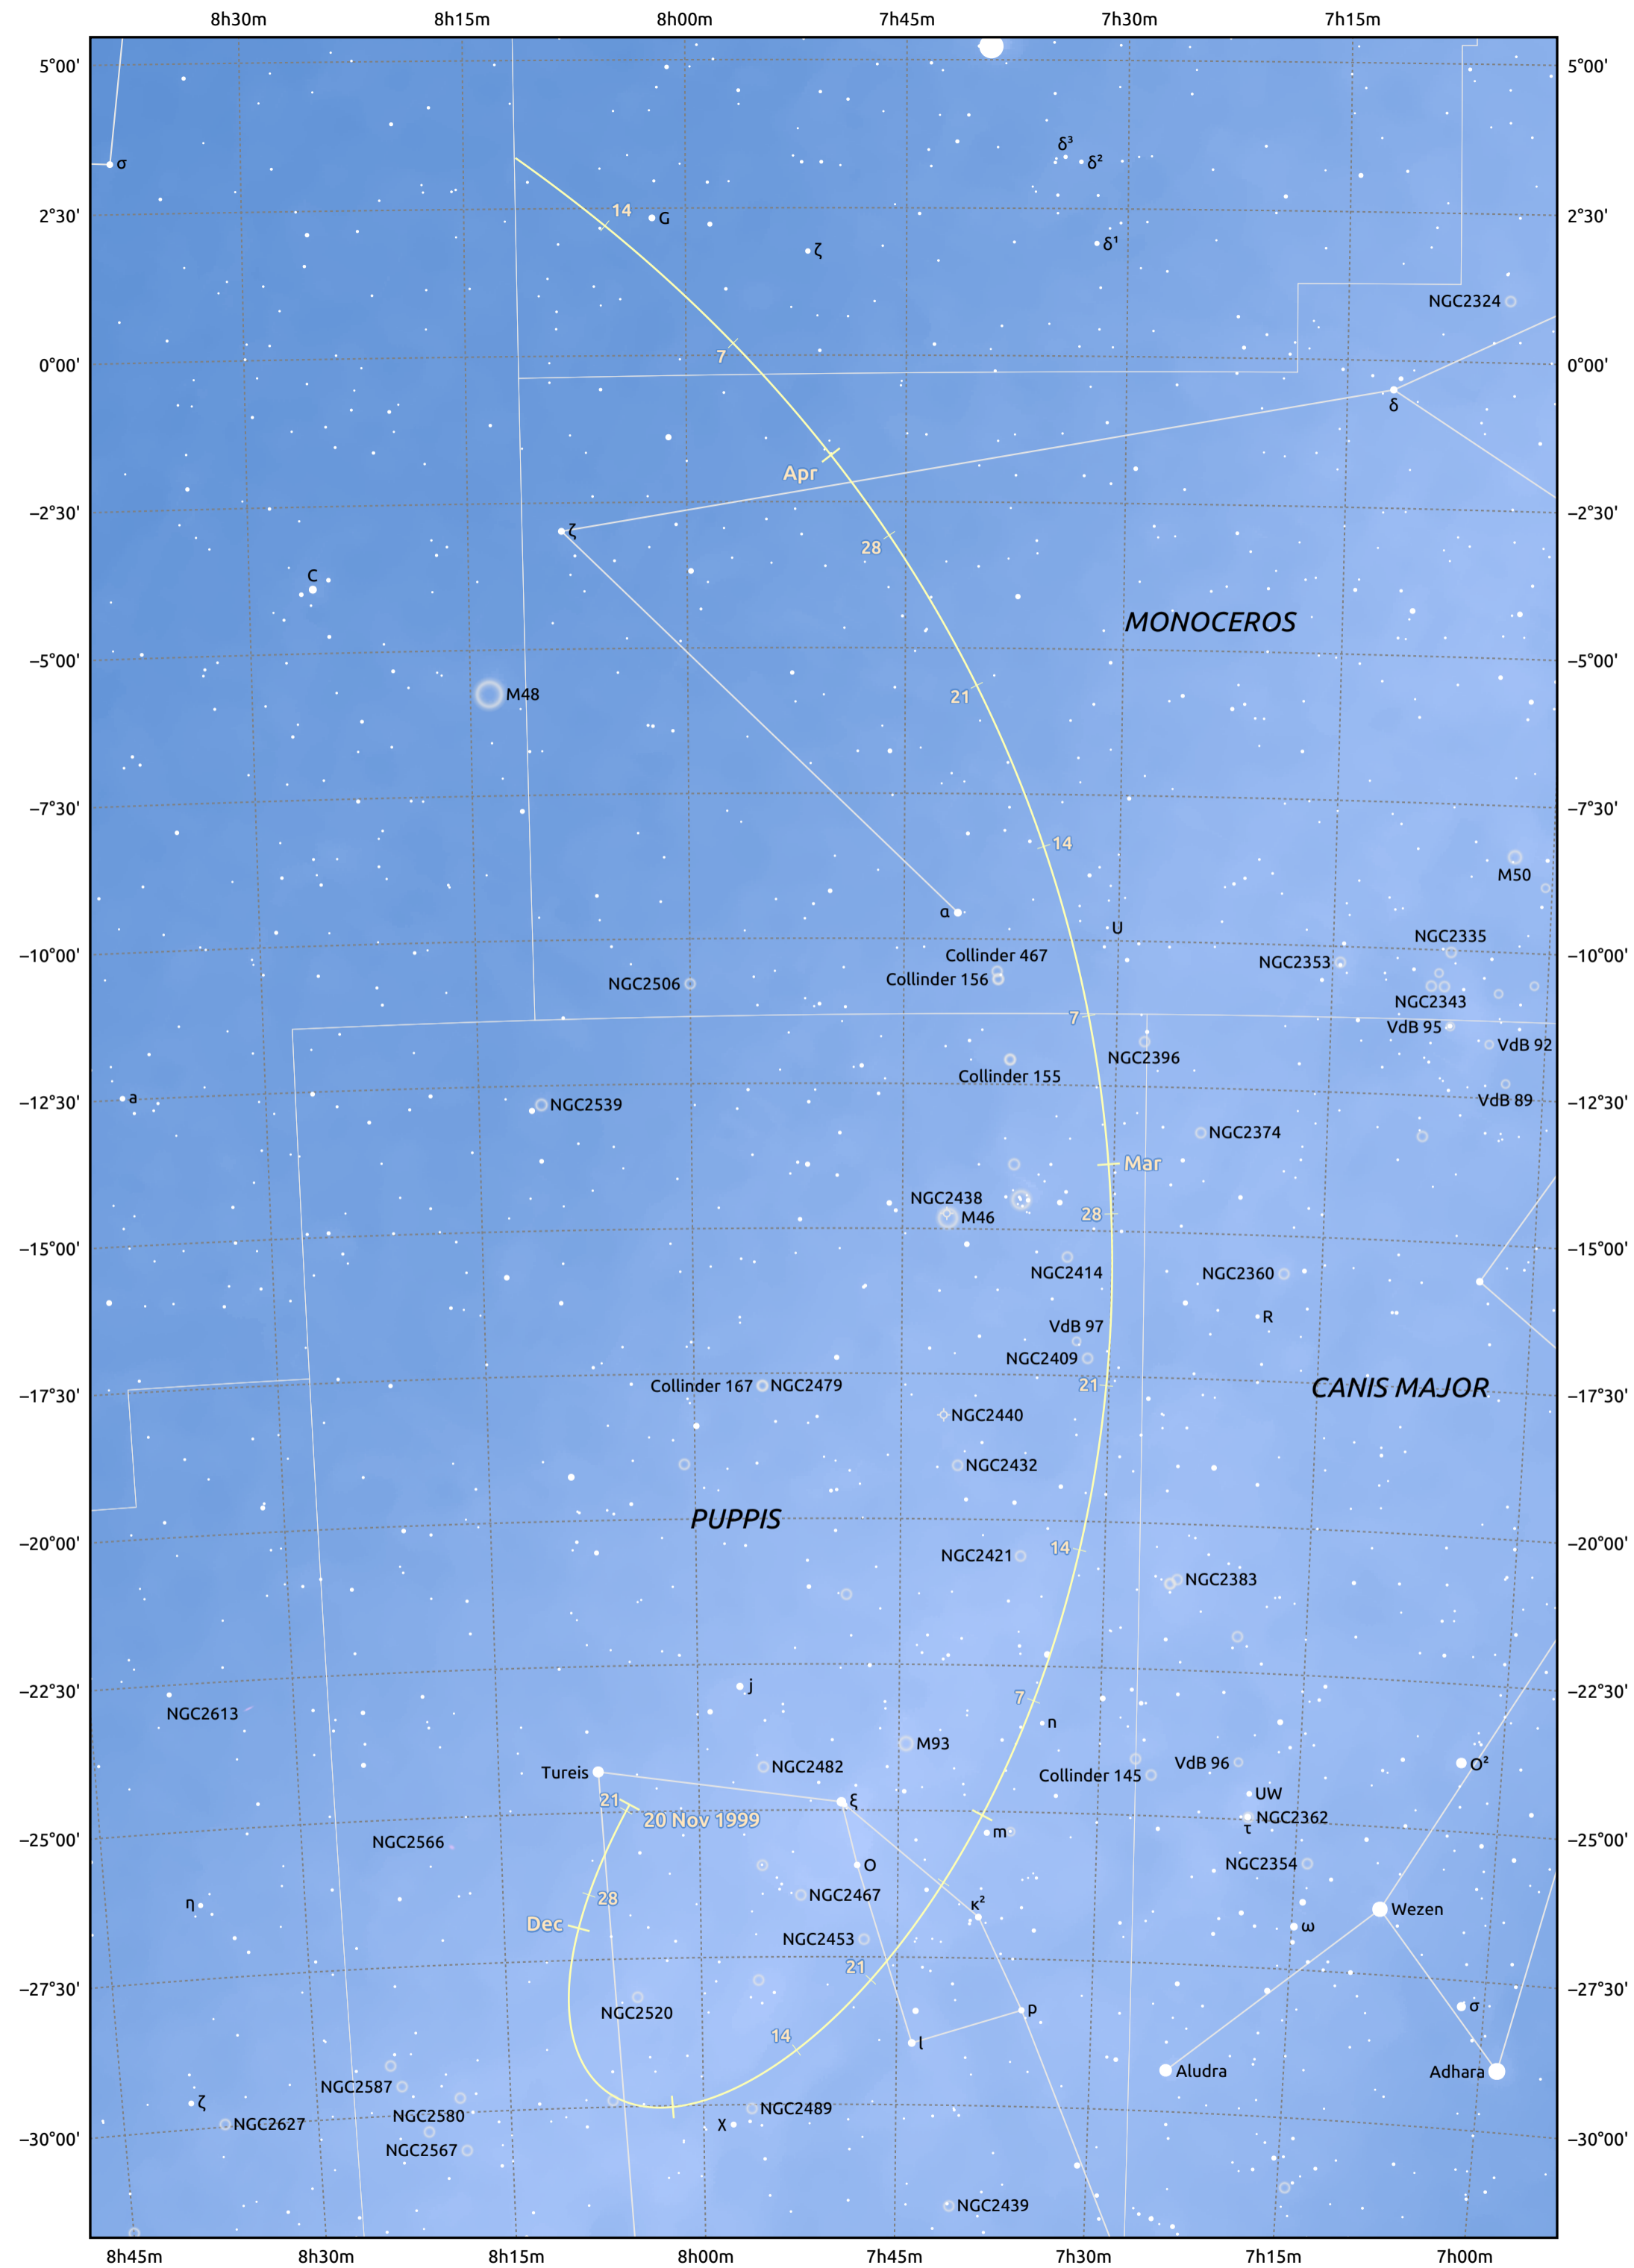 8h30m 8h15m 8h00m 7h45m 7h30m 7h15m
5°00' 5°00'
δ³
σ δ²
14
2°30' G 2°30'
ζ δ¹
NGC2324
7
0°00' 0°00'
δ
Apr
−2°30' −2°30'
ζ
28
C
MONOCEROS
−5°00' −5°00'
M48 21
−7°30' −7°30'
14
M50
α
U
NGC2335
−10°00' Collinder 467 −10°00'
NGC2353
NGC2506 Collinder 156
NGC2343
7
VdB 95
VdB 92
NGC2396
Collinder 155
a VdB 89
−12°30' NGC2539 −12°30'
NGC2374
Mar
NGC2438
M46 28
−15°00' −15°00'
NGC2414 NGC2360
R
VdB 97
NGC2409
Collinder 167 NGC2479 21 CANIS MAJOR
−17°30' −17°30'
NGC2440
NGC2432
PUPPIS
−20°00' −20°00'
14
NGC2421
NGC2383
j
−22°30' 7 −22°30'
NGC2613 n
M93
NGC2482 VdB 96 O²
Tureis Collinder 145
UW
21 ξ
20 Nov 1999 NGC2362
τ
−25°00' m −25°00'
NGC2566
O NGC2354
NGC2467
28
η κ² Wezen
Dec ω
NGC2453
21
−27°30' −27°30'
NGC2520 p σ
14
l
Aludra Adhara
NGC2587
ζ NGC2489
NGC2580
NGC2627 X
−30°00' −30°00'
NGC2567
NGC2439
8h45m 8h30m 8h15m 8h00m 7h45m 7h30m 7h15m 7h00m